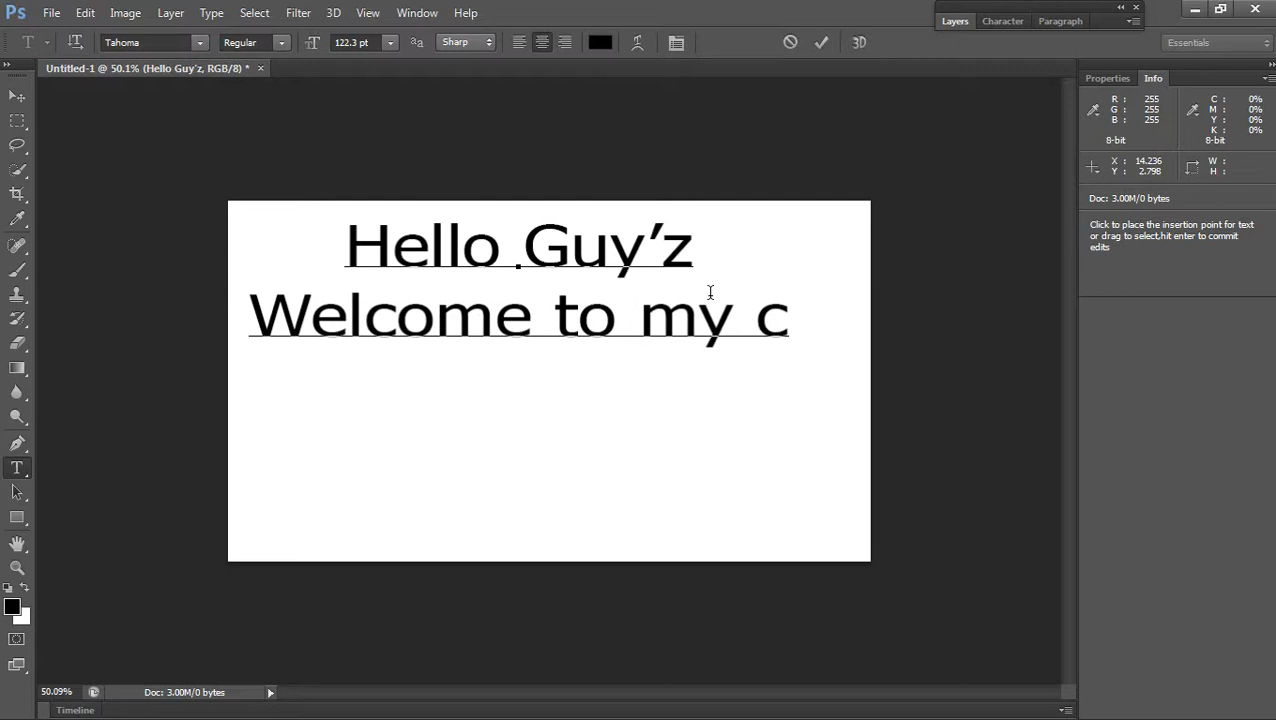 Ps File Edit Image Layer Type Select Filter 3D View Window Help
Layers Character Paragraph
T Tahoma Regular 122.3 pt aa Sharp 3D Essentials
Untitled-1 @ 50.1% (Hello Guy'z, RGB/8) * ×
Properties Info
R : 255 C : 0%
G : 255 M : 0%
B : 255 Y : 0%
K : 0%
8-bit 8-bit
X : 14.236 W :
Y : 2.798 H :
Doc: 3.00M/0 bytes
Click to place the insertion point for text
or drag to select,hit enter to commit
edits
Hello Guy’z
Welcome to my c
T
50.09% Doc: 3.00M/0 bytes
Timeline